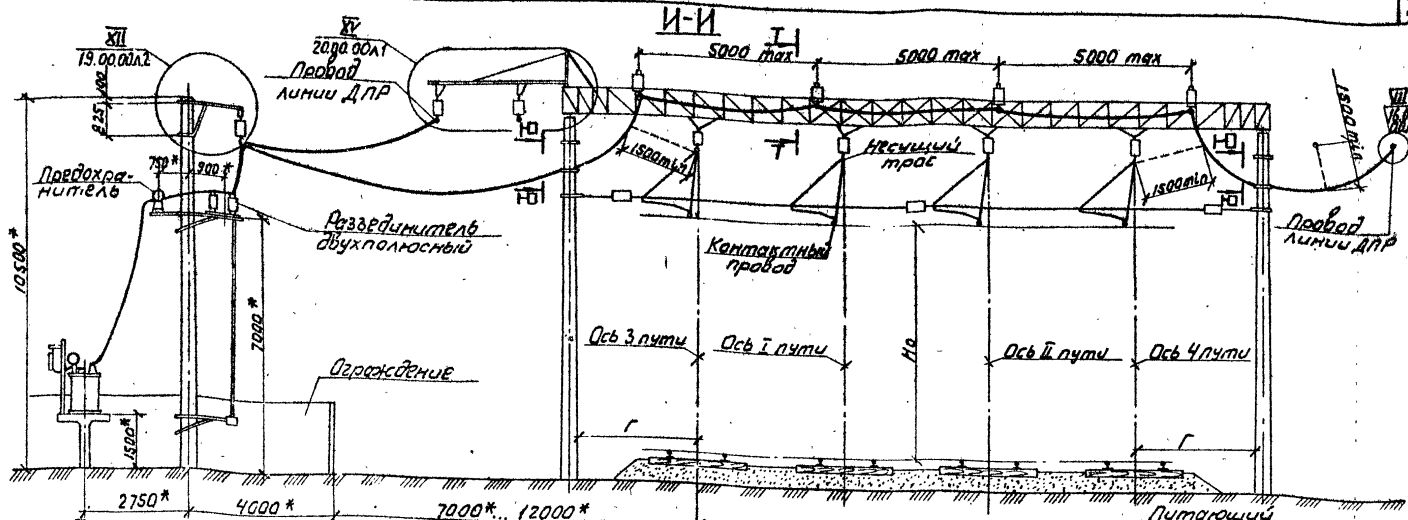 И-И
XII
19.00.00л2
XV
20.00.00л1
Провод
линии ДПР
I
5000 max
5000 max
5000 max
100
825
1500 min
VII
750*
900*
1500 min
Несущий
трос
1500 min
Предохра-
нитель
Разъединитель
двухполюсный
Контактный
провод
Провод
линии ДПР
10500*
7000*
Но
Ось 3 пути
Ось I пути
Ось II пути
Ось 4 пути
Ограждение
1500*
Г
Г
2750*
4000*
7000*... 12000*
Питающий